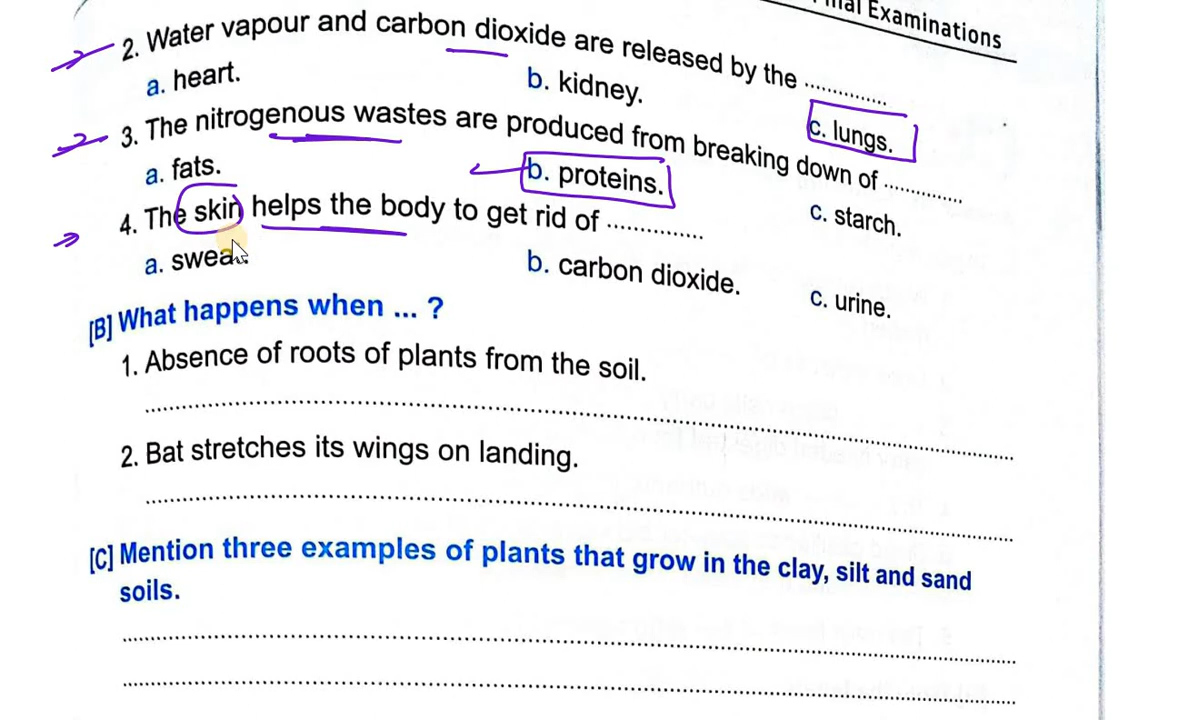 Final Examinations
2. Water vapour and carbon dioxide are released by the ..............
a. heart. b. kidney. c. lungs.
3. The nitrogenous wastes are produced from breaking down of ..............
a. fats. b. proteins. c. starch.
4. The skin helps the body to get rid of ..............
a. sweat. b. carbon dioxide. c. urine.
[B] What happens when ... ?
1. Absence of roots of plants from the soil.
2. Bat stretches its wings on landing.
[C] Mention three examples of plants that grow in the clay, silt and sand
soils.